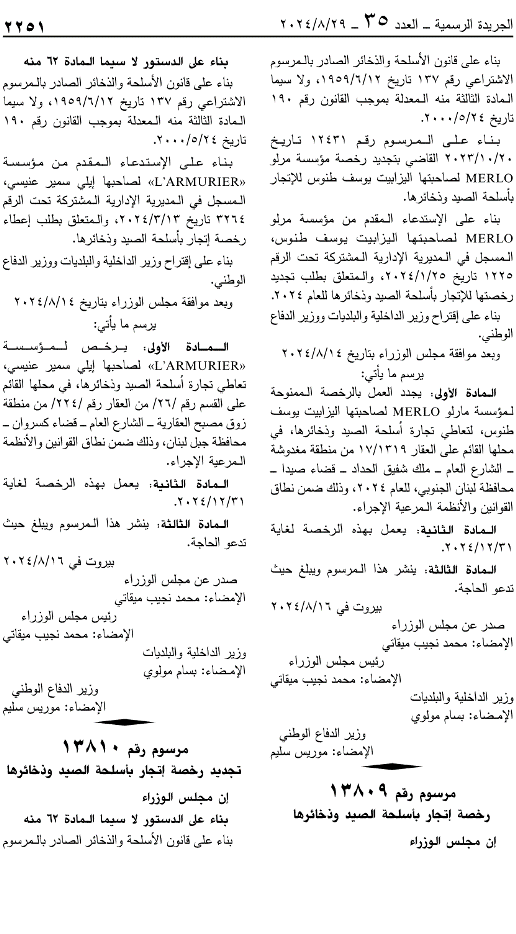 الجريدة الرسمية ــ العدد ٣٥ ــ ٢٠٢٤/٨/٢٩
٢٢٥١
بناء على قانون الأسلحة والذخائر الصادر بالمرسوم
الاشتراعي رقم ١٣٧ تاريخ ١٩٥٩/٦/١٢، ولا سيما
المادة الثالثة منه المعدلة بموجب القانون رقم ١٩٠
تاريخ ٢٠٠٠/٥/٢٤.
بناء على المرسوم رقم ١٢٤٣١ تاريخ
٢٠٢٣/١٠/٢٠ القاضي بتجديد رخصة مؤسسة مرلو
MERLO لصاحبتها اليزابيت يوسف طنوس للإتجار
بأسلحة الصيد وذخائرها.
بناء على الإستدعاء المقدم من مؤسسة مرلو
MERLO لصاحبتها اليزابيت يوسف طنوس،
المسجل في المديرية الإدارية المشتركة تحت الرقم
١٢٢٥ تاريخ ٢٠٢٤/١/٢٥، والمتعلق بطلب تجديد
رخصتها للإتجار بأسلحة الصيد وذخائرها للعام ٢٠٢٤.
بناء على إقتراح وزير الداخلية والبلديات ووزير الدفاع
الوطني.
وبعد موافقة مجلس الوزراء بتاريخ ٢٠٢٤/٨/١٤
يرسم ما يأتي:
المادة الأولى: يجدد العمل بالرخصة الممنوحة
لمؤسسة مارلو MERLO لصاحبتها اليزابيت يوسف
طنوس، لتعاطي تجارة أسلحة الصيد وذخائرها، في
محلها القائم على العقار ١٧/١٣١٩ من منطقة مغدوشة
ــ الشارع العام ــ ملك شفيق الحداد ــ قضاء صيدا ــ
محافظة لبنان الجنوبي، للعام ٢٠٢٤، وذلك ضمن نطاق
القوانين والأنظمة المرعية الإجراء.
المادة الثانية: يعمل بهذه الرخصة لغاية
٢٠٢٤/١٢/٣١.
المادة الثالثة: ينشر هذا المرسوم ويبلغ حيث
تدعو الحاجة.
بيروت في ٢٠٢٤/٨/١٦
صدر عن مجلس الوزراء
الإمضاء: محمد نجيب ميقاتي
رئيس مجلس الوزراء
الإمضاء: محمد نجيب ميقاتي
وزير الداخلية والبلديات
الإمضاء: بسام مولوي
وزير الدفاع الوطني
الإمضاء: موريس سليم
مرسوم رقم ١٣٨٠٩
رخصة إتجار بأسلحة الصيد وذخائرها
إن مجلس الوزراء
بناء على الدستور لا سيما المادة ٦٢ منه
بناء على قانون الأسلحة والذخائر الصادر بالمرسوم
الاشتراعي رقم ١٣٧ تاريخ ١٩٥٩/٦/١٢، ولا سيما
المادة الثالثة منه المعدلة بموجب القانون رقم ١٩٠
تاريخ ٢٠٠٠/٥/٢٤.
بناء على الإستدعاء المقدم من مؤسسة
«L'ARMURIER» لصاحبها إيلي سمير عنيسي،
المسجل في المديرية الإدارية المشتركة تحت الرقم
٣٢٦٤ تاريخ ٢٠٢٤/٣/١٣، والمتعلق بطلب إعطاء
رخصة إتجار بأسلحة الصيد وذخائرها.
بناء على إقتراح وزير الداخلية والبلديات ووزير الدفاع
الوطني.
وبعد موافقة مجلس الوزراء بتاريخ ٢٠٢٤/٨/١٤
يرسم ما يأتي:
المادة الأولى: يرخص لمؤسسة
«L'ARMURIER» لصاحبها إيلي سمير عنيسي،
تعاطي تجارة أسلحة الصيد وذخائرها، في محلها القائم
على القسم رقم /٢٦/ من العقار رقم /٢٢٤/ من منطقة
زوق مصبح العقارية ــ الشارع العام ــ قضاء كسروان ــ
محافظة جبل لبنان، وذلك ضمن نطاق القوانين والأنظمة
المرعية الإجراء.
المادة الثانية: يعمل بهذه الرخصة لغاية
٢٠٢٤/١٢/٣١.
المادة الثالثة: ينشر هذا المرسوم ويبلغ حيث
تدعو الحاجة.
بيروت في ٢٠٢٤/٨/١٦
صدر عن مجلس الوزراء
الإمضاء: محمد نجيب ميقاتي
رئيس مجلس الوزراء
الإمضاء: محمد نجيب ميقاتي
وزير الداخلية والبلديات
الإمضاء: بسام مولوي
وزير الدفاع الوطني
الإمضاء: موريس سليم
مرسوم رقم ١٣٨١٠
تجديد رخصة إتجار بأسلحة الصيد وذخائرها
إن مجلس الوزراء
بناء على الدستور لا سيما المادة ٦٢ منه
بناء على قانون الأسلحة والذخائر الصادر بالمرسوم